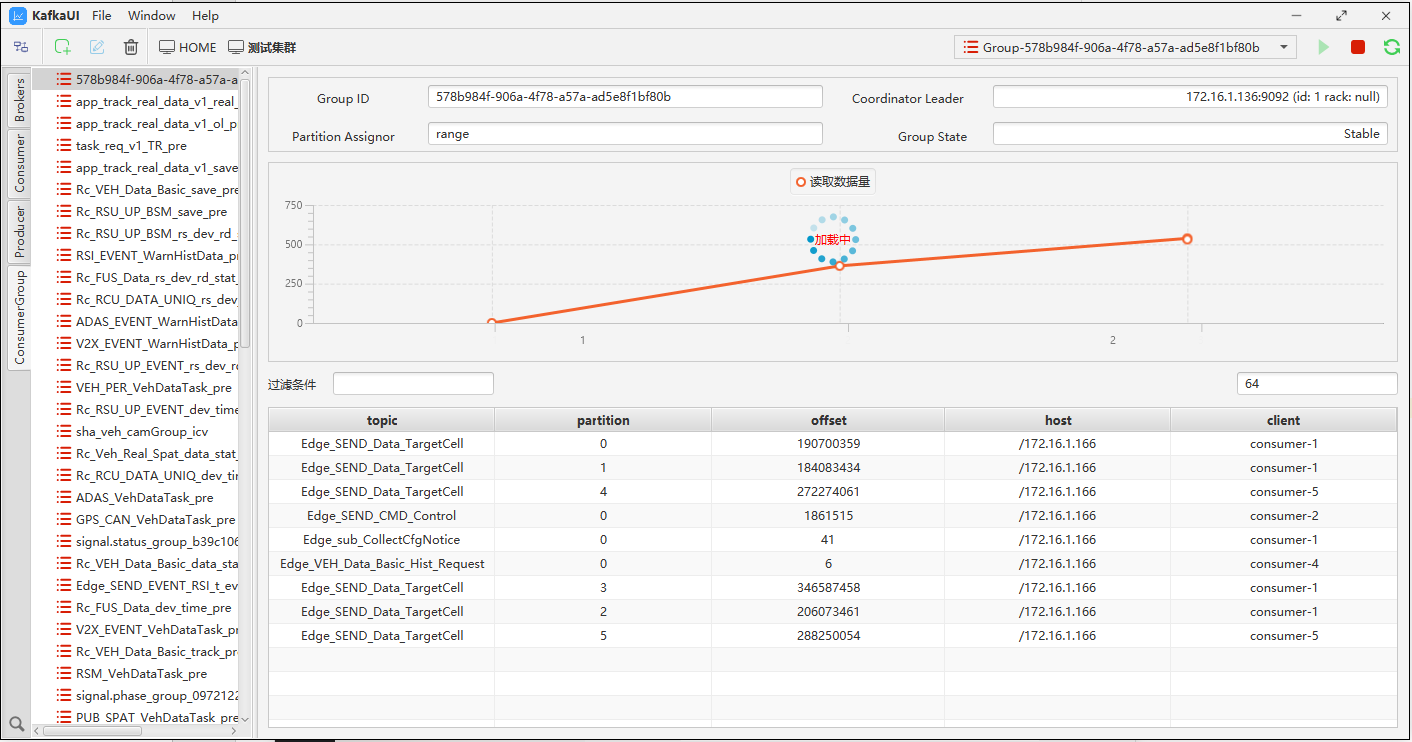 KafkaUI File Window Help
HOME 测试集群 Group-578b984f-906a-4f78-a57a-ad5e8f1bf80b
Brokers
Consumer
Producer
ConsumerGroup
578b984f-906a-4f78-a57a-a
app_track_real_data_v1_real_
app_track_real_data_v1_ol_p
task_req_v1_TR_pre
app_track_real_data_v1_save
Rc_VEH_Data_Basic_save_pre
Rc_RSU_UP_BSM_save_pre
Rc_RSU_UP_BSM_rs_dev_rd_
RSI_EVENT_WarnHistData_pr
Rc_FUS_Data_rs_dev_rd_stat_
Rc_RCU_DATA_UNIQ_rs_dev
ADAS_EVENT_WarnHistData
V2X_EVENT_WarnHistData_p
Rc_RSU_UP_EVENT_rs_dev_rd
VEH_PER_VehDataTask_pre
Rc_RSU_UP_EVENT_dev_time
sha_veh_camGroup_icv
Rc_Veh_Real_Spat_data_stat_
Rc_RCU_DATA_UNIQ_dev_tir
ADAS_VehDataTask_pre
GPS_CAN_VehDataTask_pre
signal.status_group_b39c106
Rc_VEH_Data_Basic_data_sta
Edge_SEND_EVENT_RSI_t_ev
Rc_FUS_Data_dev_time_pre
V2X_EVENT_VehDataTask_pr
Rc_VEH_Data_Basic_track_pr
RSM_VehDataTask_pre
signal.phase_group_0972122
PUB_SPAT_VehDataTask_pre
Group ID 578b984f-906a-4f78-a57a-ad5e8f1bf80b Coordinator Leader 172.16.1.136:9092 (id: 1 rack: null)
Partition Assignor range Group State Stable
读取数据量
750
500
250
0
加载中
1 2
过滤条件 64
topic partition offset host client
Edge_SEND_Data_TargetCell 0 190700359 /172.16.1.166 consumer-1
Edge_SEND_Data_TargetCell 1 184083434 /172.16.1.166 consumer-1
Edge_SEND_Data_TargetCell 4 272274061 /172.16.1.166 consumer-5
Edge_SEND_CMD_Control 0 1861515 /172.16.1.166 consumer-2
Edge_sub_CollectCfgNotice 0 41 /172.16.1.166 consumer-1
Edge_VEH_Data_Basic_Hist_Request 0 6 /172.16.1.166 consumer-4
Edge_SEND_Data_TargetCell 3 346587458 /172.16.1.166 consumer-1
Edge_SEND_Data_TargetCell 2 206073461 /172.16.1.166 consumer-1
Edge_SEND_Data_TargetCell 5 288250054 /172.16.1.166 consumer-5